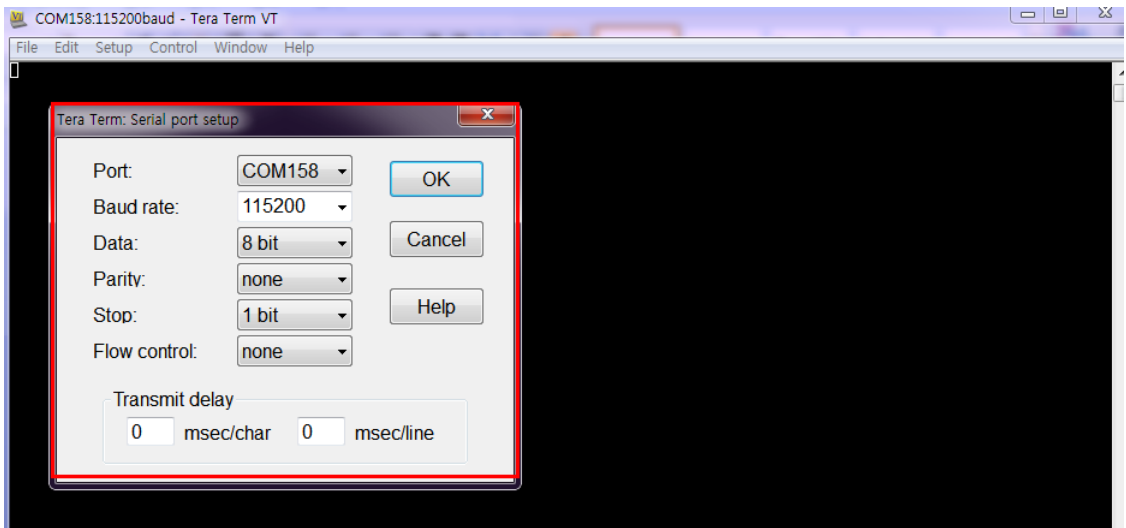 COM158:115200baud - Tera Term VT
File Edit Setup Control Window Help
Tera Term: Serial port setup
Port: COM158 OK
Baud rate: 115200
Data: 8 bit Cancel
Parity: none
Stop: 1 bit Help
Flow control: none
Transmit delay
0 msec/char 0 msec/line